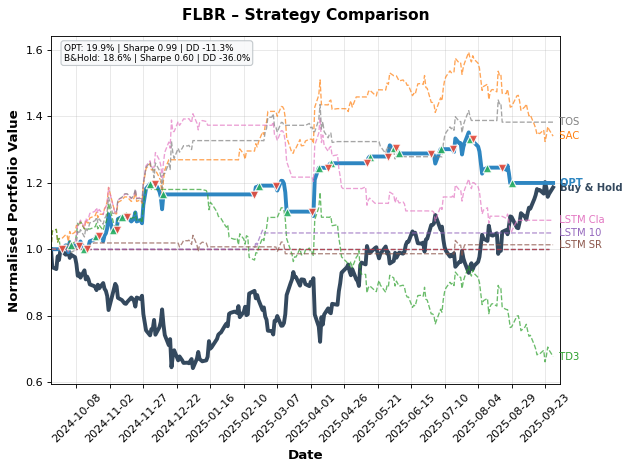 FLBR – Strategy Comparison
OPT: 19.9% | Sharpe 0.99 | DD -11.3%
B&Hold: 18.6% | Sharpe 0.60 | DD -36.0%
Normalised Portfolio Value
1.6
1.4
1.2
1.0
0.8
0.6
TOS
SAC
OPT
Buy & Hold
LSTM Cla
LSTM 10
LSTM SR
TD3
2024-10-08
2024-11-02
2024-11-27
2024-12-22
2025-01-16
2025-02-10
2025-03-07
2025-04-01
2025-04-26
2025-05-21
2025-06-15
2025-07-10
2025-08-04
2025-08-29
2025-09-23
Date